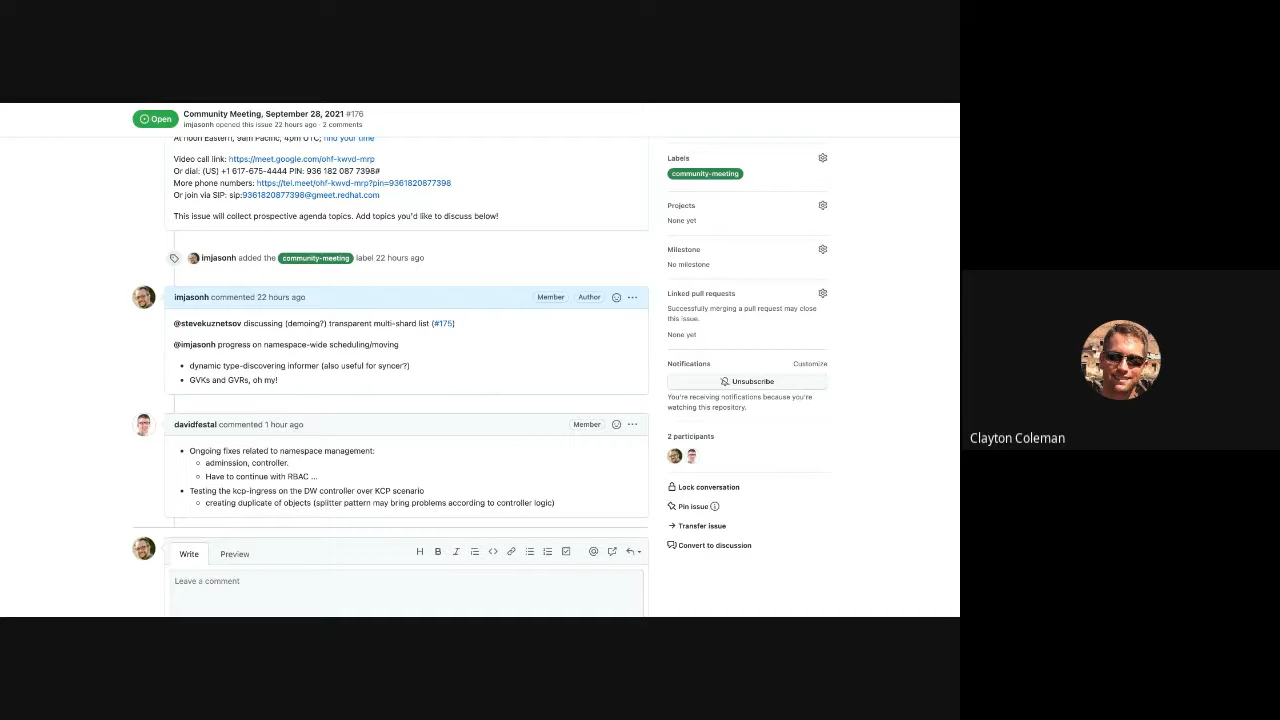 Open
Community Meeting, September 28, 2021 #176
imjasonh opened this issue 22 hours ago · 2 comments
At noon Eastern, 9am Pacific, 4pm UTC; find your time
Video call link: https://meet.google.com/ohf-kwvd-mrp
Or dial: (US) +1 617-675-4444 PIN: 936 182 087 7398#
More phone numbers: https://tel.meet/ohf-kwvd-mrp?pin=9361820877398
Or join via SIP: sip:9361820877398@gmeet.redhat.com
This issue will collect prospective agenda topics. Add topics you'd like to discuss below!
imjasonh added the community-meeting label 22 hours ago
imjasonh commented 22 hours ago
Member
Author
@stevekuznetsov discussing (demoing?) transparent multi-shard list (#175)
@imjasonh progress on namespace-wide scheduling/moving
• dynamic type-discovering informer (also useful for syncer?)
• GVKs and GVRs, oh my!
davidfestal commented 1 hour ago
Member
• Ongoing fixes related to namespace management:
◦ adminssion, controller.
◦ Have to continue with RBAC ...
• Testing the kcp-ingress on the DW controller over KCP scenario
◦ creating duplicate of objects (splitter pattern may bring problems according to controller logic)
Write
Preview
Leave a comment
Labels
community-meeting
Projects
None yet
Milestone
No milestone
Linked pull requests
Successfully merging a pull request may close
this issue.
None yet
Notifications
Customize
Unsubscribe
You're receiving notifications because you're
watching this repository.
2 participants
Lock conversation
Pin issue
Transfer issue
Convert to discussion
Clayton Coleman